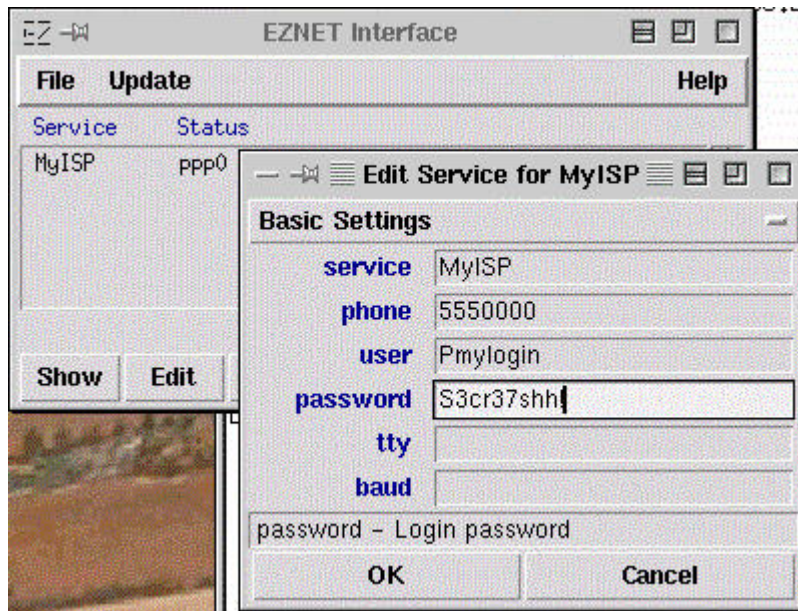 EZ EZNET Interface
File Update Help
Service Status
MyISP ppp0
Edit Service for MyISP
Basic Settings
service MyISP
phone 5550000
user Pmylogin
password S3cr37shh
tty
baud
password – Login password
OK Cancel
Show Edit